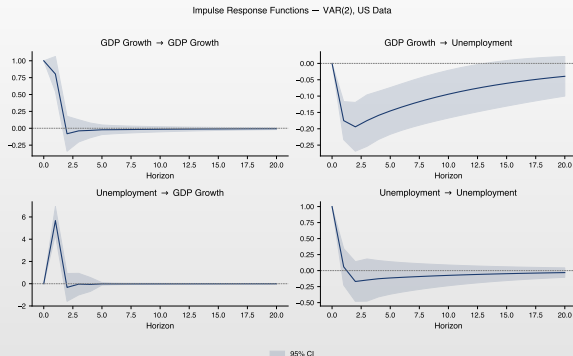 Impulse Response Functions — VAR(2), US Data
GDP Growth → GDP Growth
1.00
0.75
0.50
0.25
0.00
−0.25
0.0 2.5 5.0 7.5 10.0 12.5 15.0 17.5 20.0
Horizon
GDP Growth → Unemployment
0.00
−0.05
−0.10
−0.15
−0.20
−0.25
0.0 2.5 5.0 7.5 10.0 12.5 15.0 17.5 20.0
Horizon
Unemployment → GDP Growth
6
4
2
0
−2
0.0 2.5 5.0 7.5 10.0 12.5 15.0 17.5 20.0
Horizon
Unemployment → Unemployment
1.00
0.75
0.50
0.25
0.00
−0.25
−0.50
0.0 2.5 5.0 7.5 10.0 12.5 15.0 17.5 20.0
Horizon
95% CI